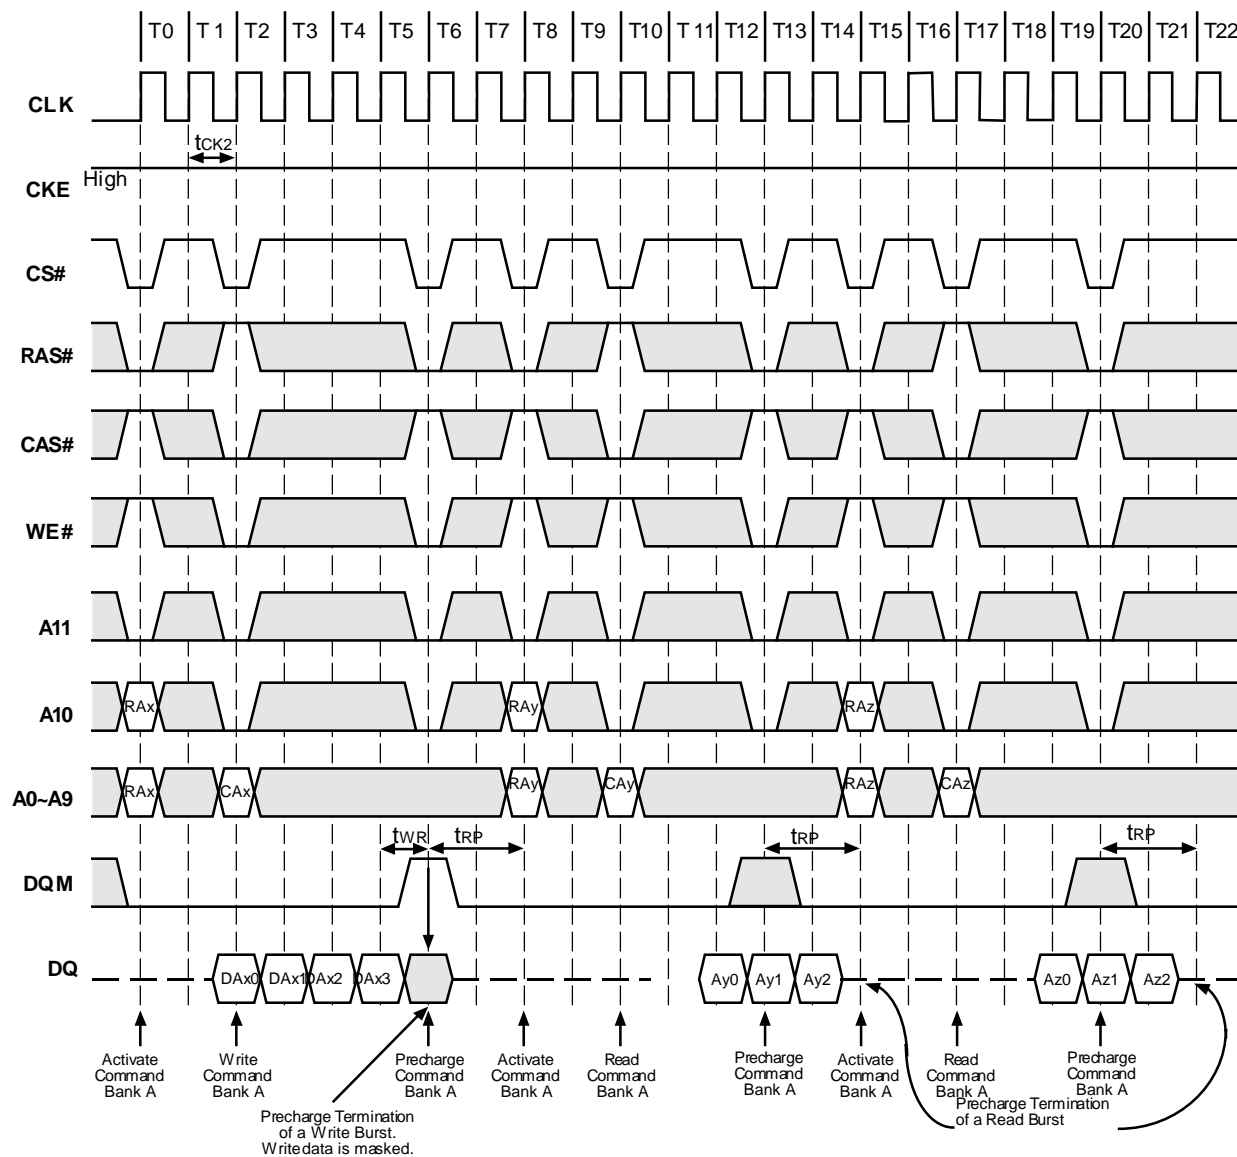 T0 T1 T2 T3 T4 T5 T6 T7 T8 T9 T10 T11 T12 T13 T14 T15 T16 T17 T18 T19 T20 T21 T22
CLK
tCK2
High
CKE
CS#
RAS#
CAS#
WE#
A11
A10
RAx RAy RAz
A0~A9
RAx CAx RAy CAy RAz CAz
tWR tRP tRP tRP
DQM
DQ
DAx0 DAx1 DAx2 DAx3 Ay0 Ay1 Ay2 Az0 Az1 Az2
Activate
Command
Bank A
Write
Command
Bank A
Precharge
Command
Bank A
Activate
Command
Bank A
Read
Command
Bank A
Precharge
Command
Bank A
Activate
Command
Bank A
Read
Command
Bank A
Precharge
Command
Bank A
Precharge Termination
of a Write Burst.
Write data is masked.
Precharge Termination
of a Read Burst